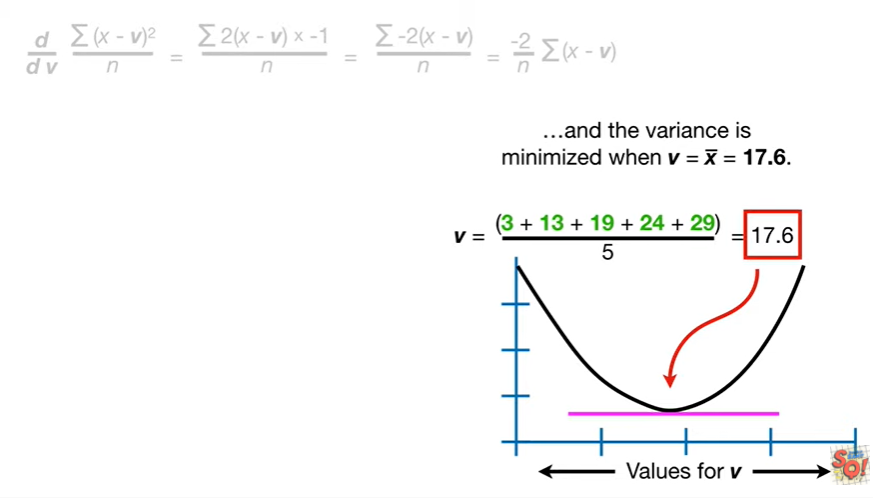 d/dv Σ(x - v)²/n = Σ 2(x - v) × -1/n = Σ -2(x - v)/n = -2/n Σ(x - v)
…and the variance is
minimized when v = x̄ = 17.6.
v = (3 + 13 + 19 + 24 + 29)/5 = 17.6
Values for v
SQ!